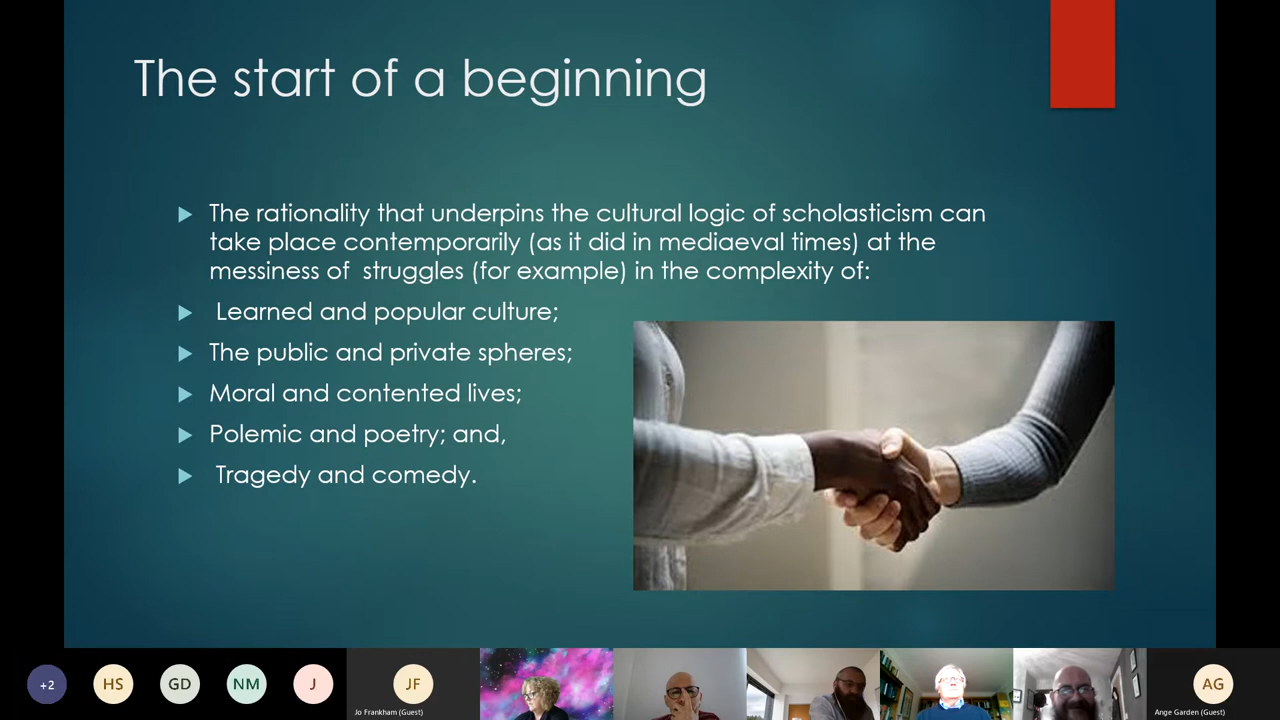 The start of a beginning
The rationality that underpins the cultural logic of scholasticism can
take place contemporarily (as it did in mediaeval times) at the
messiness of  struggles (for example) in the complexity of:
Learned and popular culture;
The public and private spheres;
Moral and contented lives;
Polemic and poetry; and,
Tragedy and comedy.
+2
HS
GD
NM
J
JF
Jo Frankham (Guest)
AG
Ange Garden (Guest)